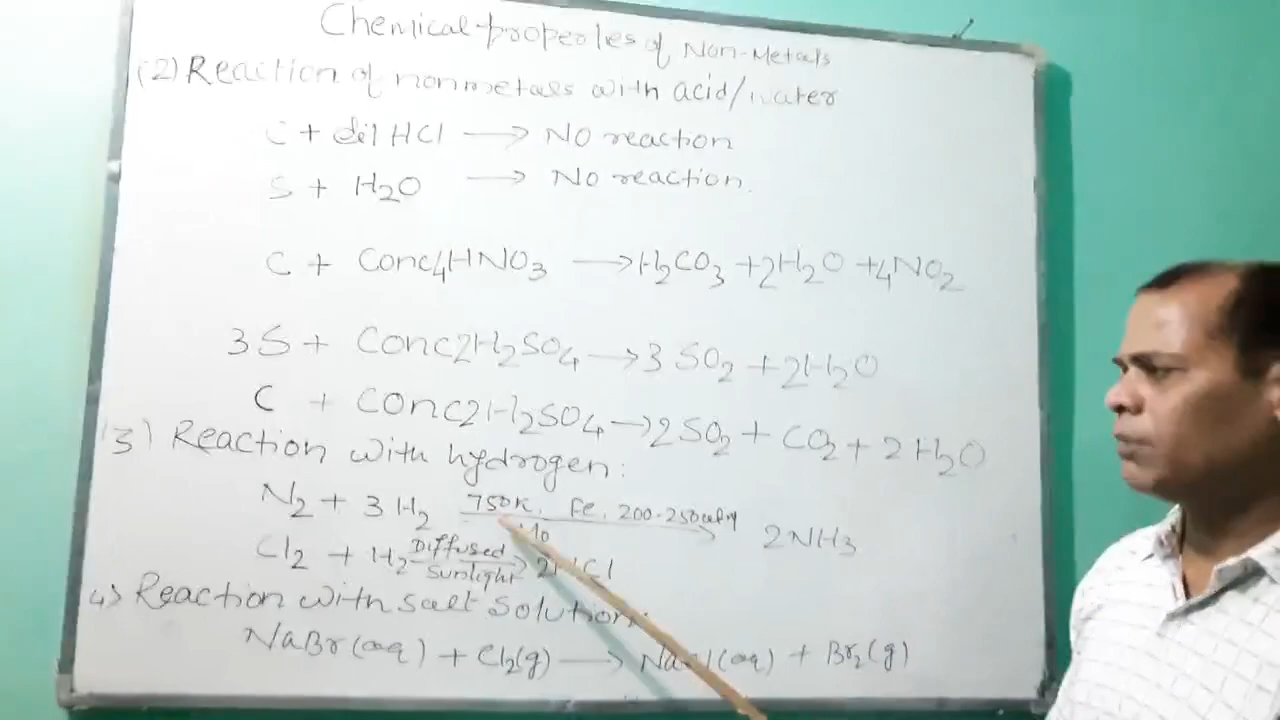 Chemical properties of Non-Metals
(2) Reaction of nonmetals with acid/water
C + dil HCl → No reaction
S + H2O → No reaction.
C + Conc4HNO3 → H2CO3 + 2H2O + 4NO2
3S + Conc2H2SO4 → 3SO2 + 2H2O
C + Conc2H2SO4 → 2SO2 + CO2 + 2H2O
(3) Reaction with hydrogen:
N2 + 3H2 750K, Fe, 200-250atm Mo → 2NH3
Cl2 + H2 Diffused Sunlight → 2HCl
4) Reaction with salt solution:
NaBr(aq) + Cl2(g) → NaCl(aq) + Br2(g)